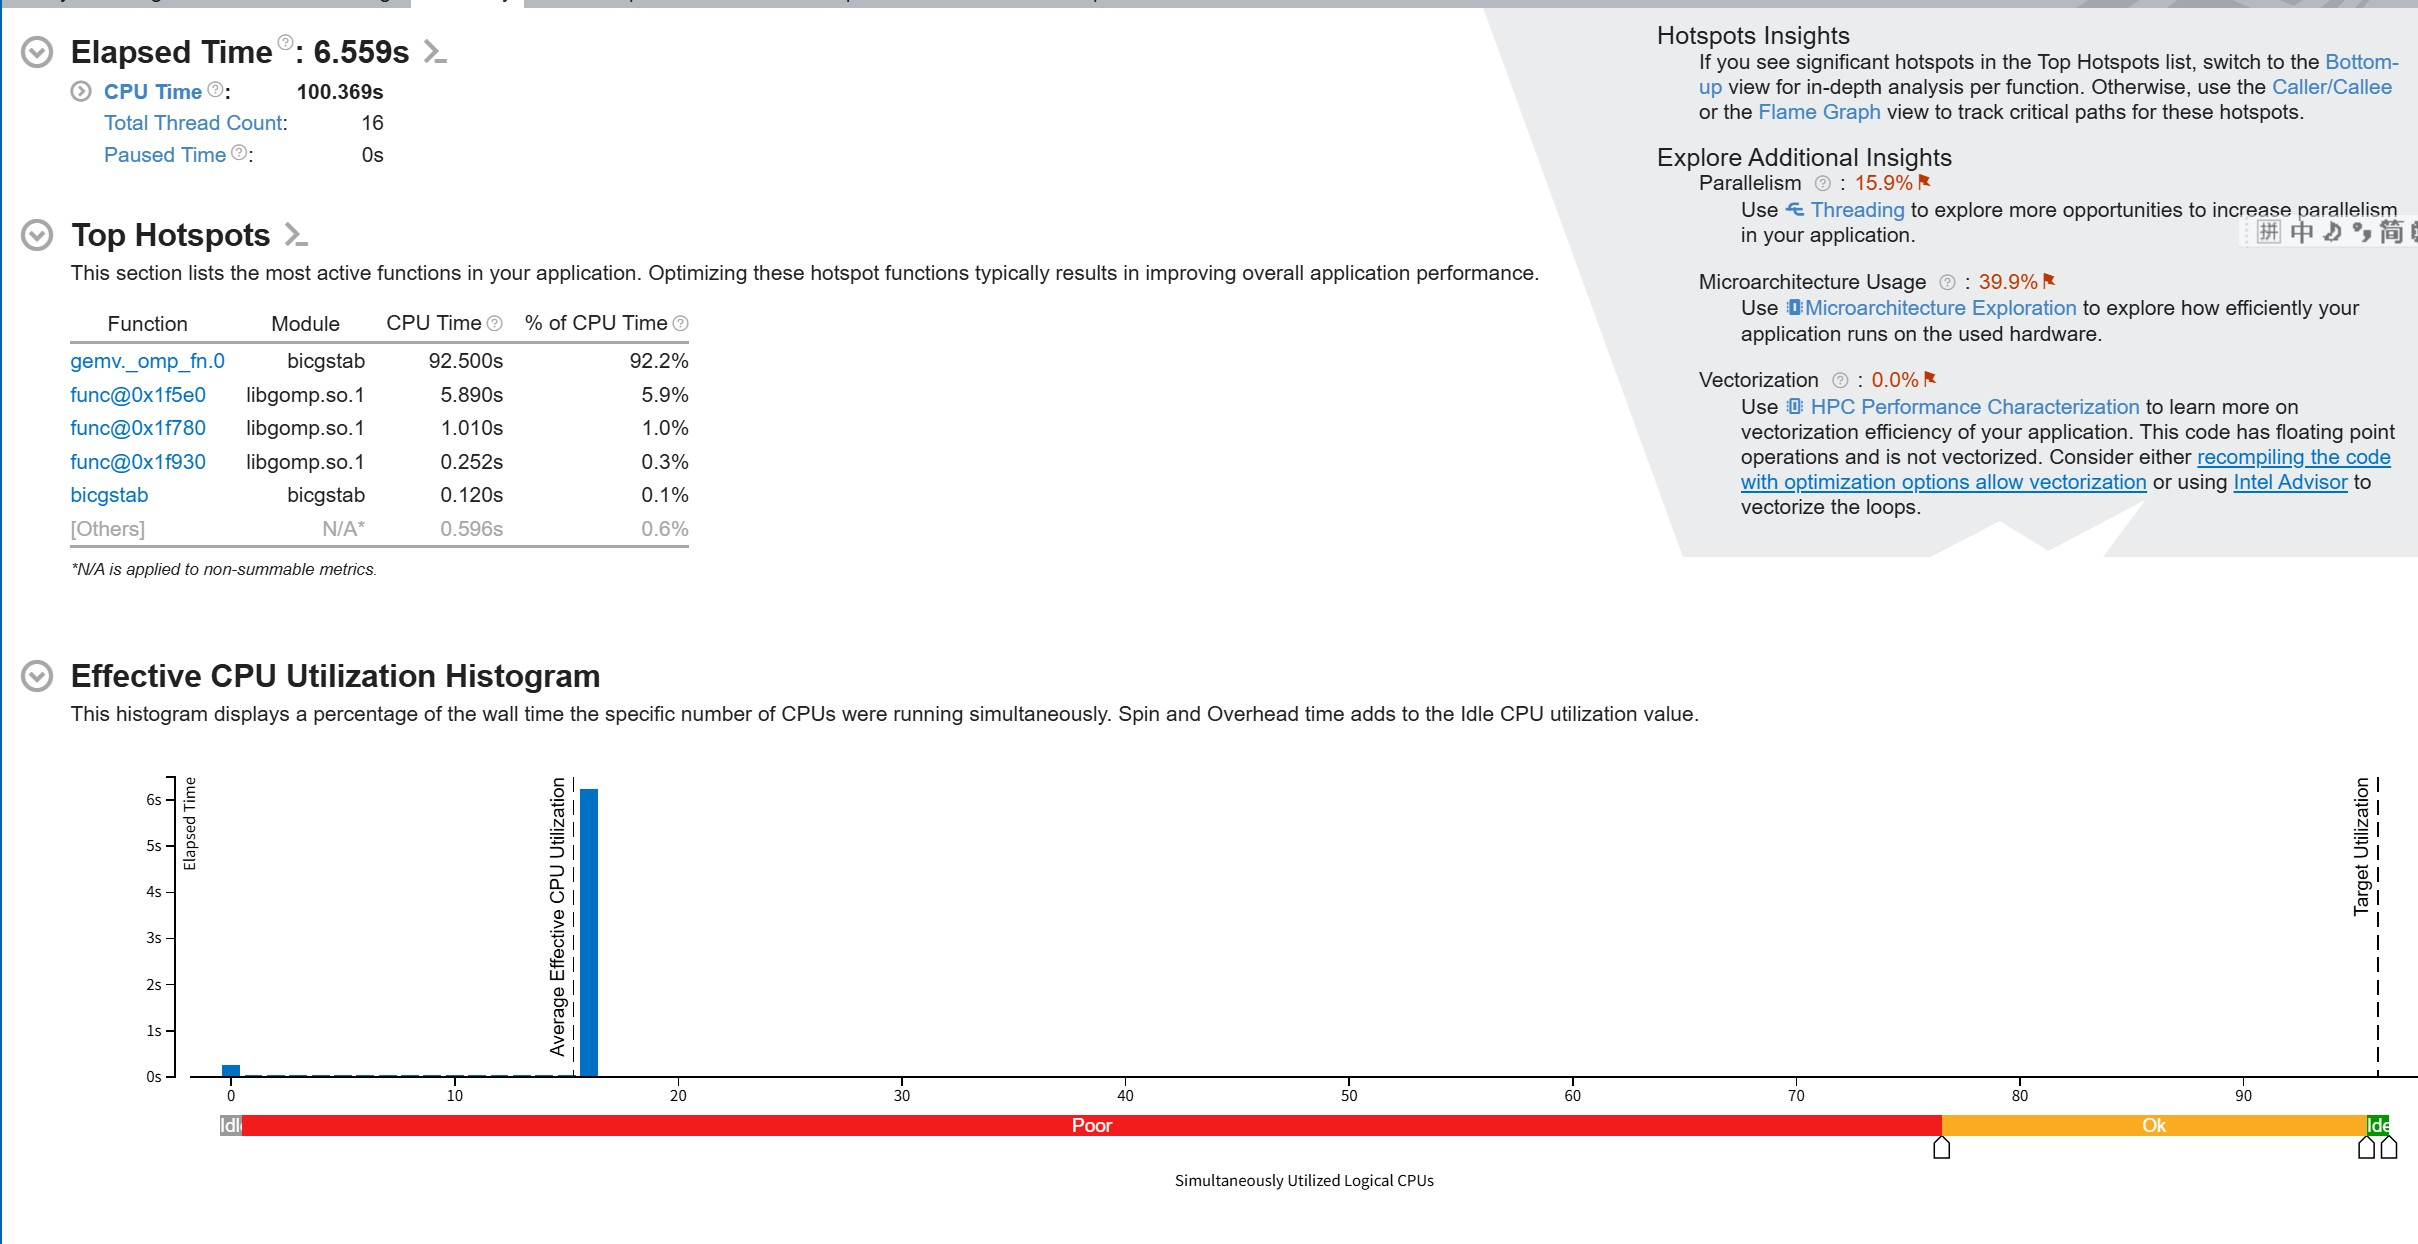 Elapsed Time: 6.559s
CPU Time: 100.369s
Total Thread Count: 16
Paused Time: 0s
Top Hotspots
This section lists the most active functions in your application. Optimizing these hotspot functions typically results in improving overall application performance.
Function Module CPU Time % of CPU Time
gemv._omp_fn.0 bicgstab 92.500s 92.2%
func@0x1f5e0 libgomp.so.1 5.890s 5.9%
func@0x1f780 libgomp.so.1 1.010s 1.0%
func@0x1f930 libgomp.so.1 0.252s 0.3%
bicgstab bicgstab 0.120s 0.1%
[Others] N/A* 0.596s 0.6%
*N/A is applied to non-summable metrics.
Hotspots Insights
If you see significant hotspots in the Top Hotspots list, switch to the Bottom-
up view for in-depth analysis per function. Otherwise, use the Caller/Callee
or the Flame Graph view to track critical paths for these hotspots.
Explore Additional Insights
Parallelism : 15.9%
Use Threading to explore more opportunities to increase parallelism
in your application.
拼 中 简
Microarchitecture Usage : 39.9%
Use Microarchitecture Exploration to explore how efficiently your
application runs on the used hardware.
Vectorization : 0.0%
Use HPC Performance Characterization to learn more on
vectorization efficiency of your application. This code has floating point
operations and is not vectorized. Consider either recompiling the code
with optimization options allow vectorization or using Intel Advisor to
vectorize the loops.
Effective CPU Utilization Histogram
This histogram displays a percentage of the wall time the specific number of CPUs were running simultaneously. Spin and Overhead time adds to the Idle CPU utilization value.
Elapsed Time
6s
5s
4s
3s
2s
1s
0s
Average Effective CPU Utilization
Target Utilization
0 10 20 30 40 50 60 70 80 90
Idl Poor Ok Ide
Simultaneously Utilized Logical CPUs